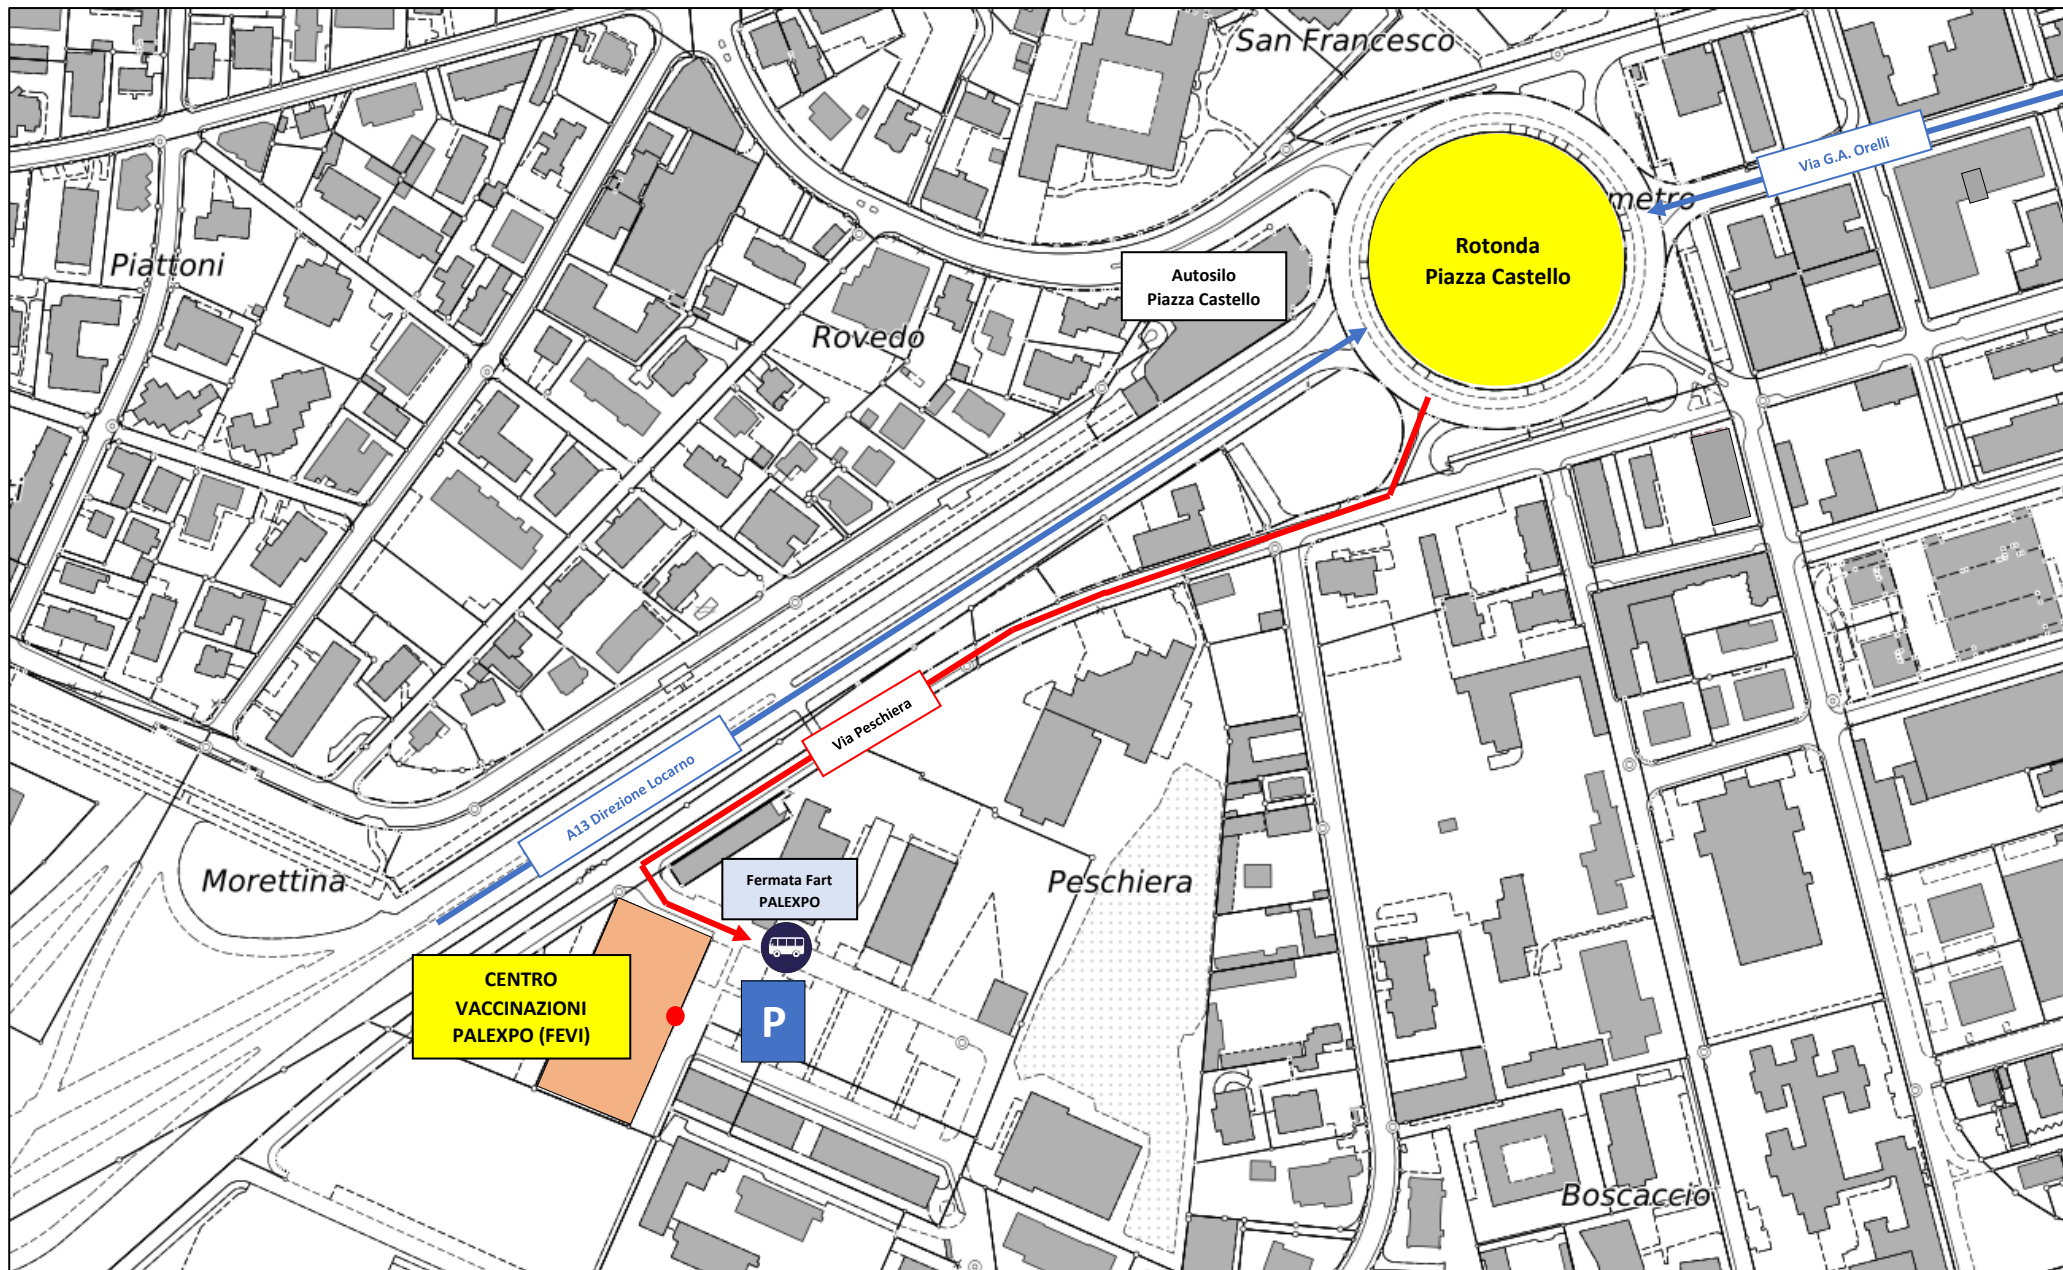 San Francesco
Via G.A. Orelli
metro
Rotonda
Piazza Castello
Piattoni
Autosilo
Piazza Castello
Rovedo
Via Peschiera
A13 Direzione Locarno
Morettina
Fermata Fart
PALEXPO
Peschiera
CENTRO
VACCINAZIONI
PALEXPO (FEVI)
P
Boscaccio